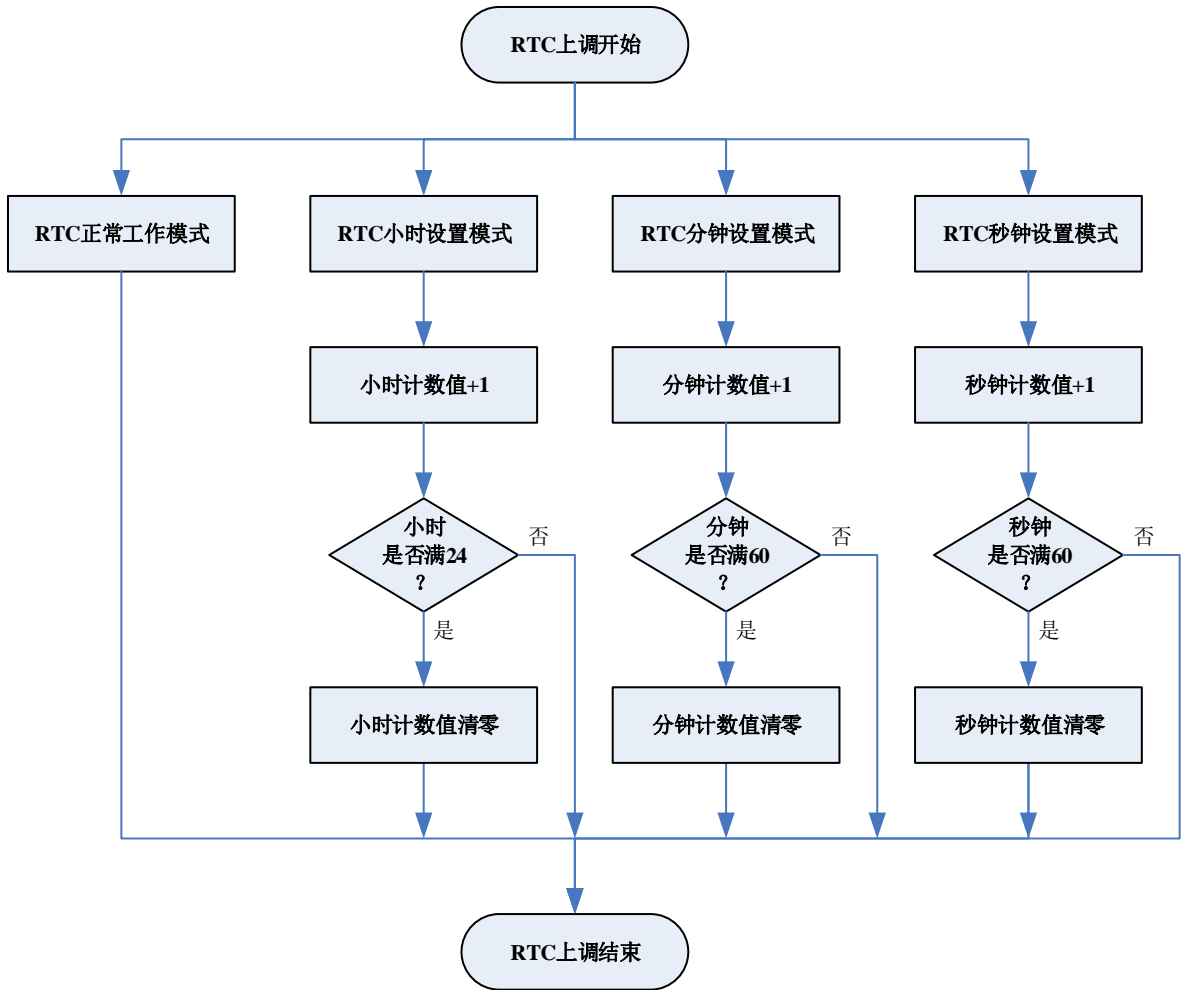 RTC上调开始
RTC正常工作模式
RTC小时设置模式
RTC分钟设置模式
RTC秒钟设置模式
小时计数值+1
分钟计数值+1
秒钟计数值+1
小时
是否满24
？
否
是
分钟
是否满60
？
否
是
秒钟
是否满60
？
否
是
小时计数值清零
分钟计数值清零
秒钟计数值清零
RTC上调结束